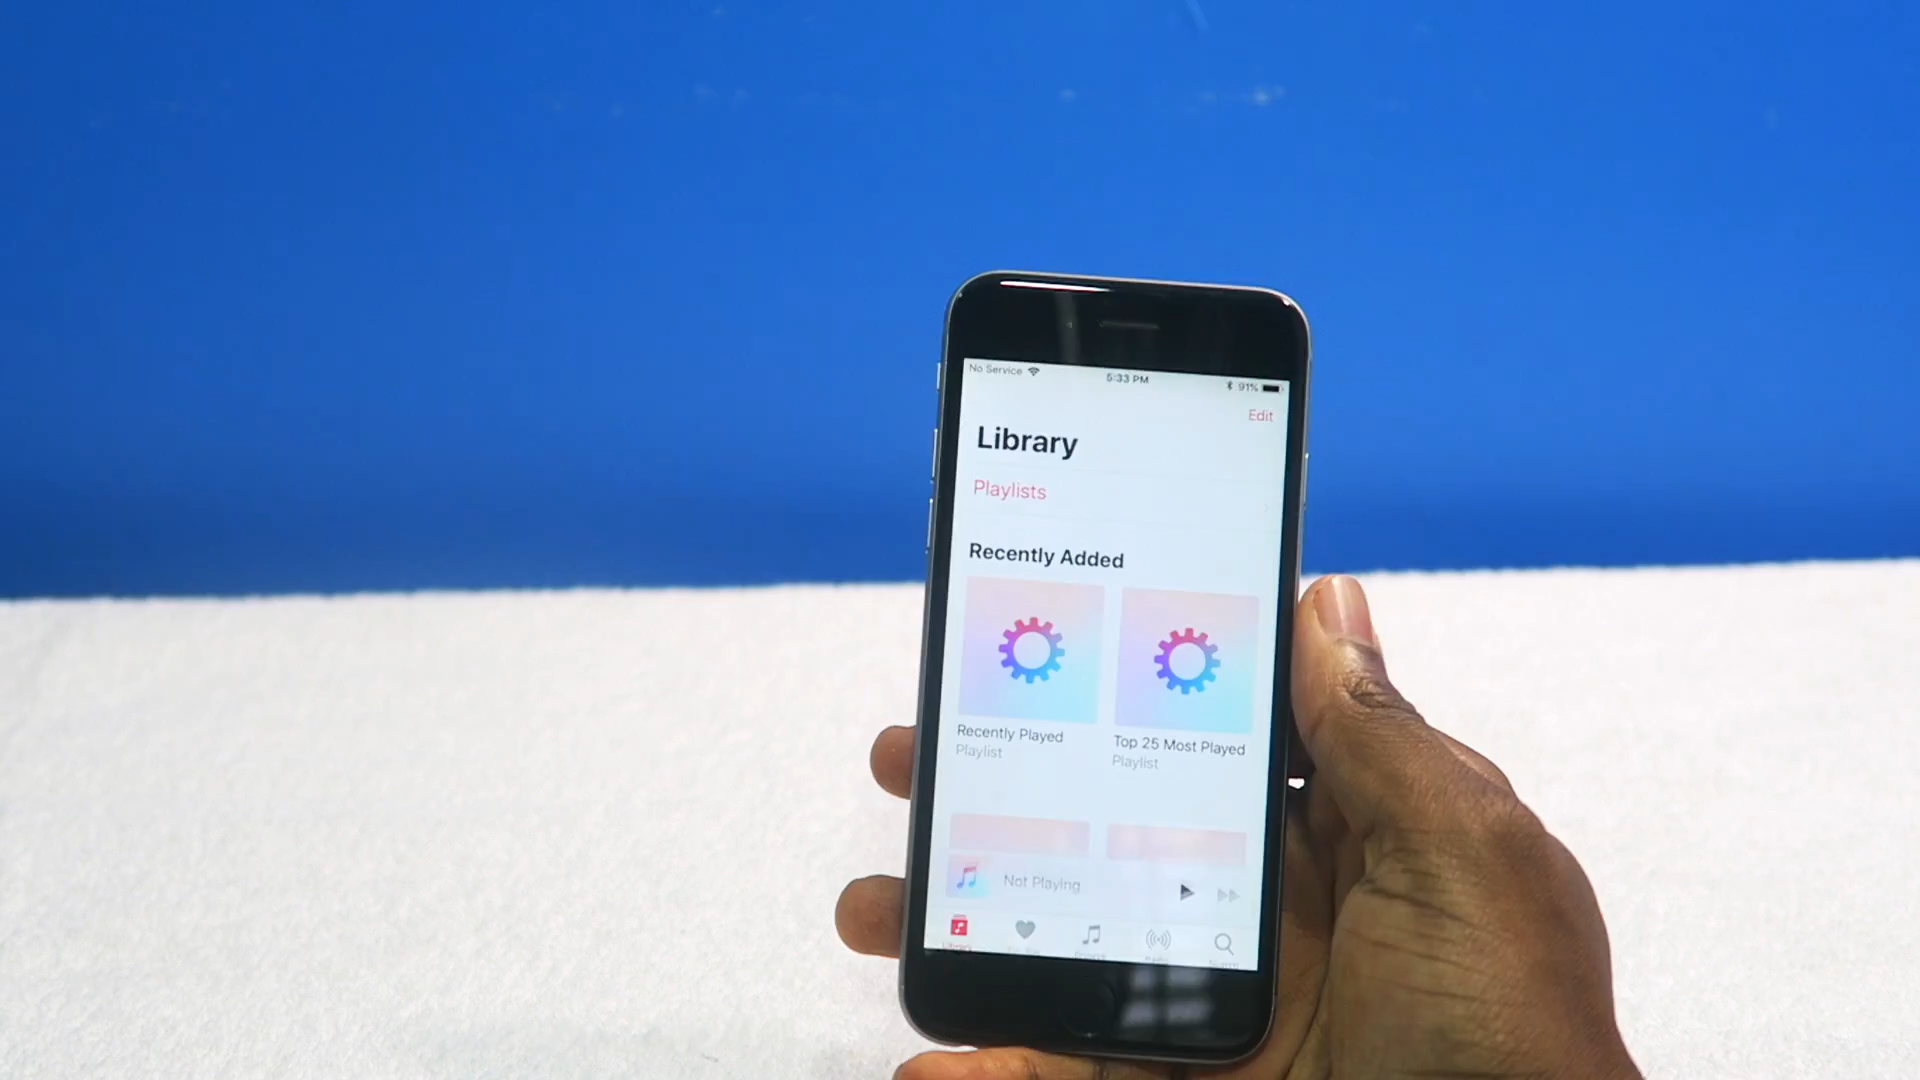 No Service
5:33 PM
91%
Edit
Library
Playlists
Recently Added
Recently Played
Playlist
Top 25 Most Played
Playlist
Not Playing
Library